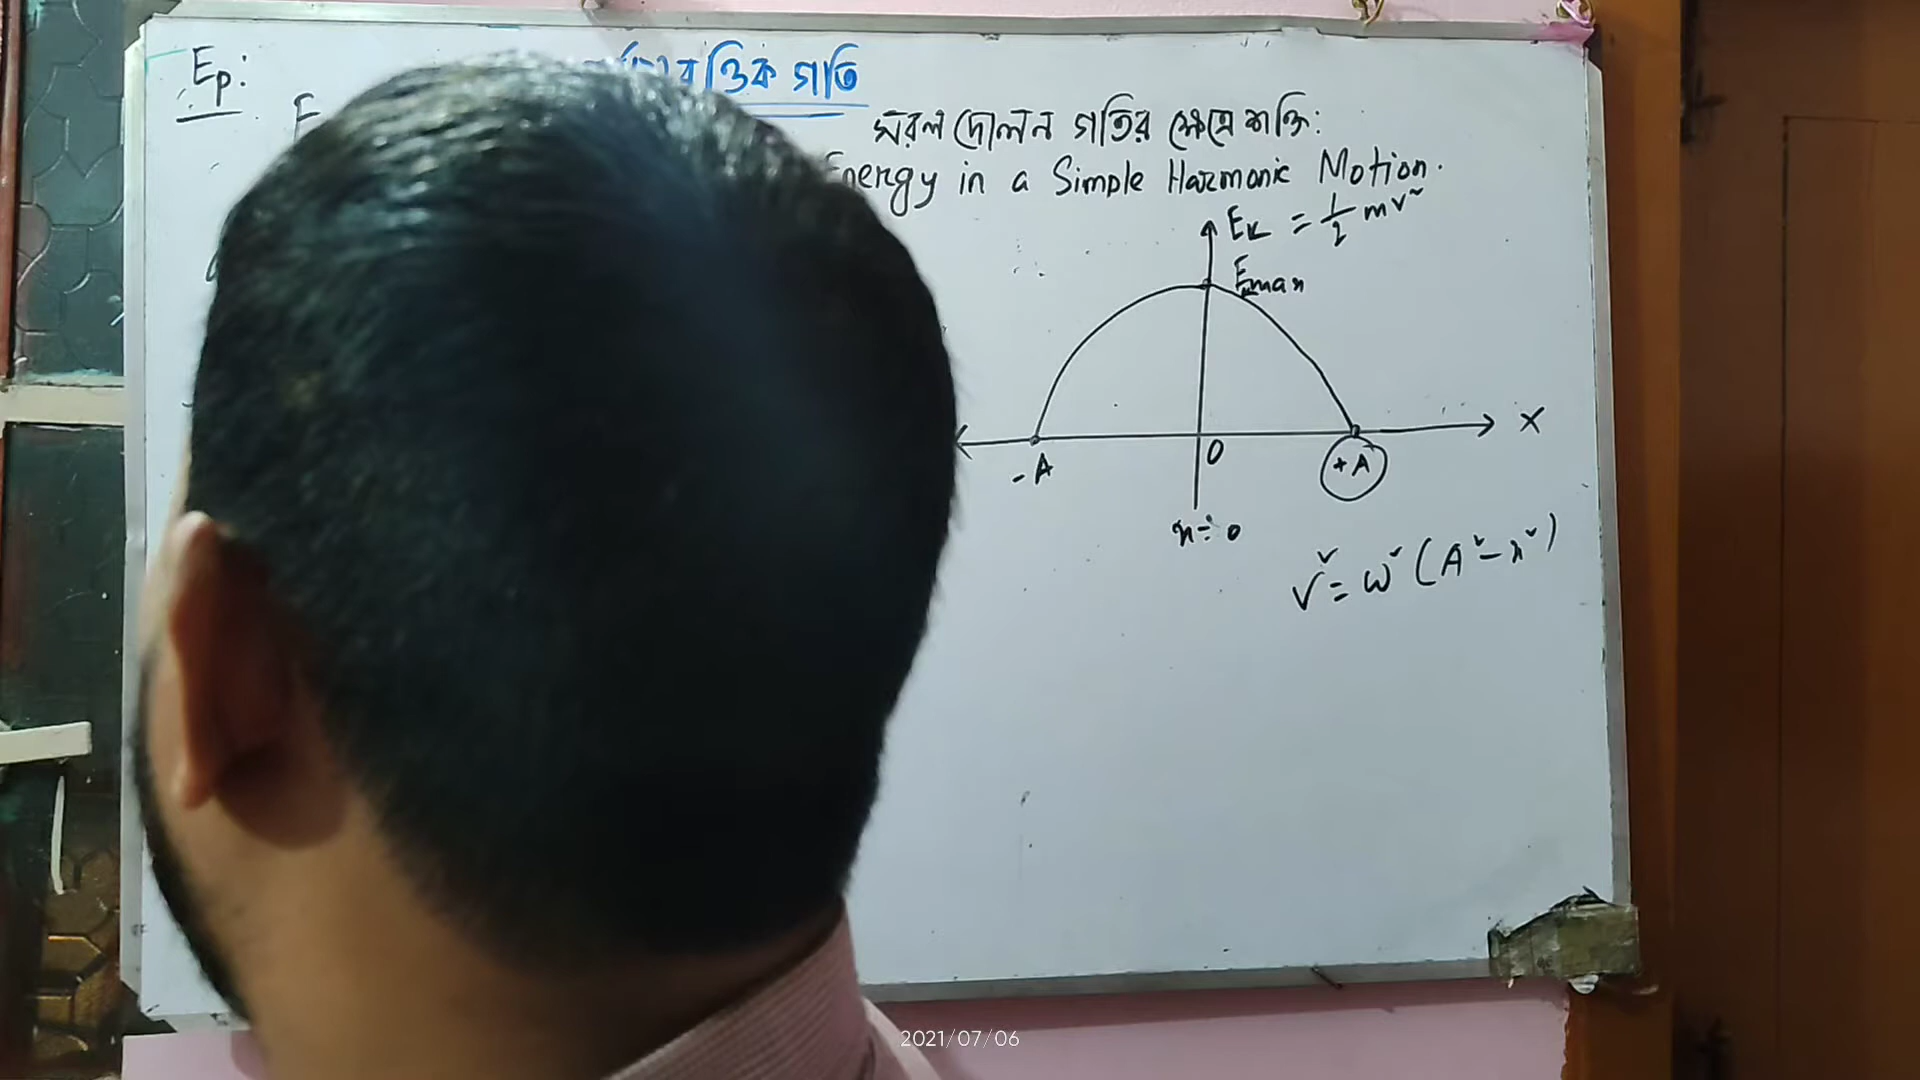 Ep:
গতি
সরল দোলন গতির ক্ষেত্রে শক্তি:
Energy in a Simple Harmonic Motion.
EK = 1/2 mv²
Emax
X
-A
O
+A
x=0
v² = ω² (A² - x²)
2021/07/06